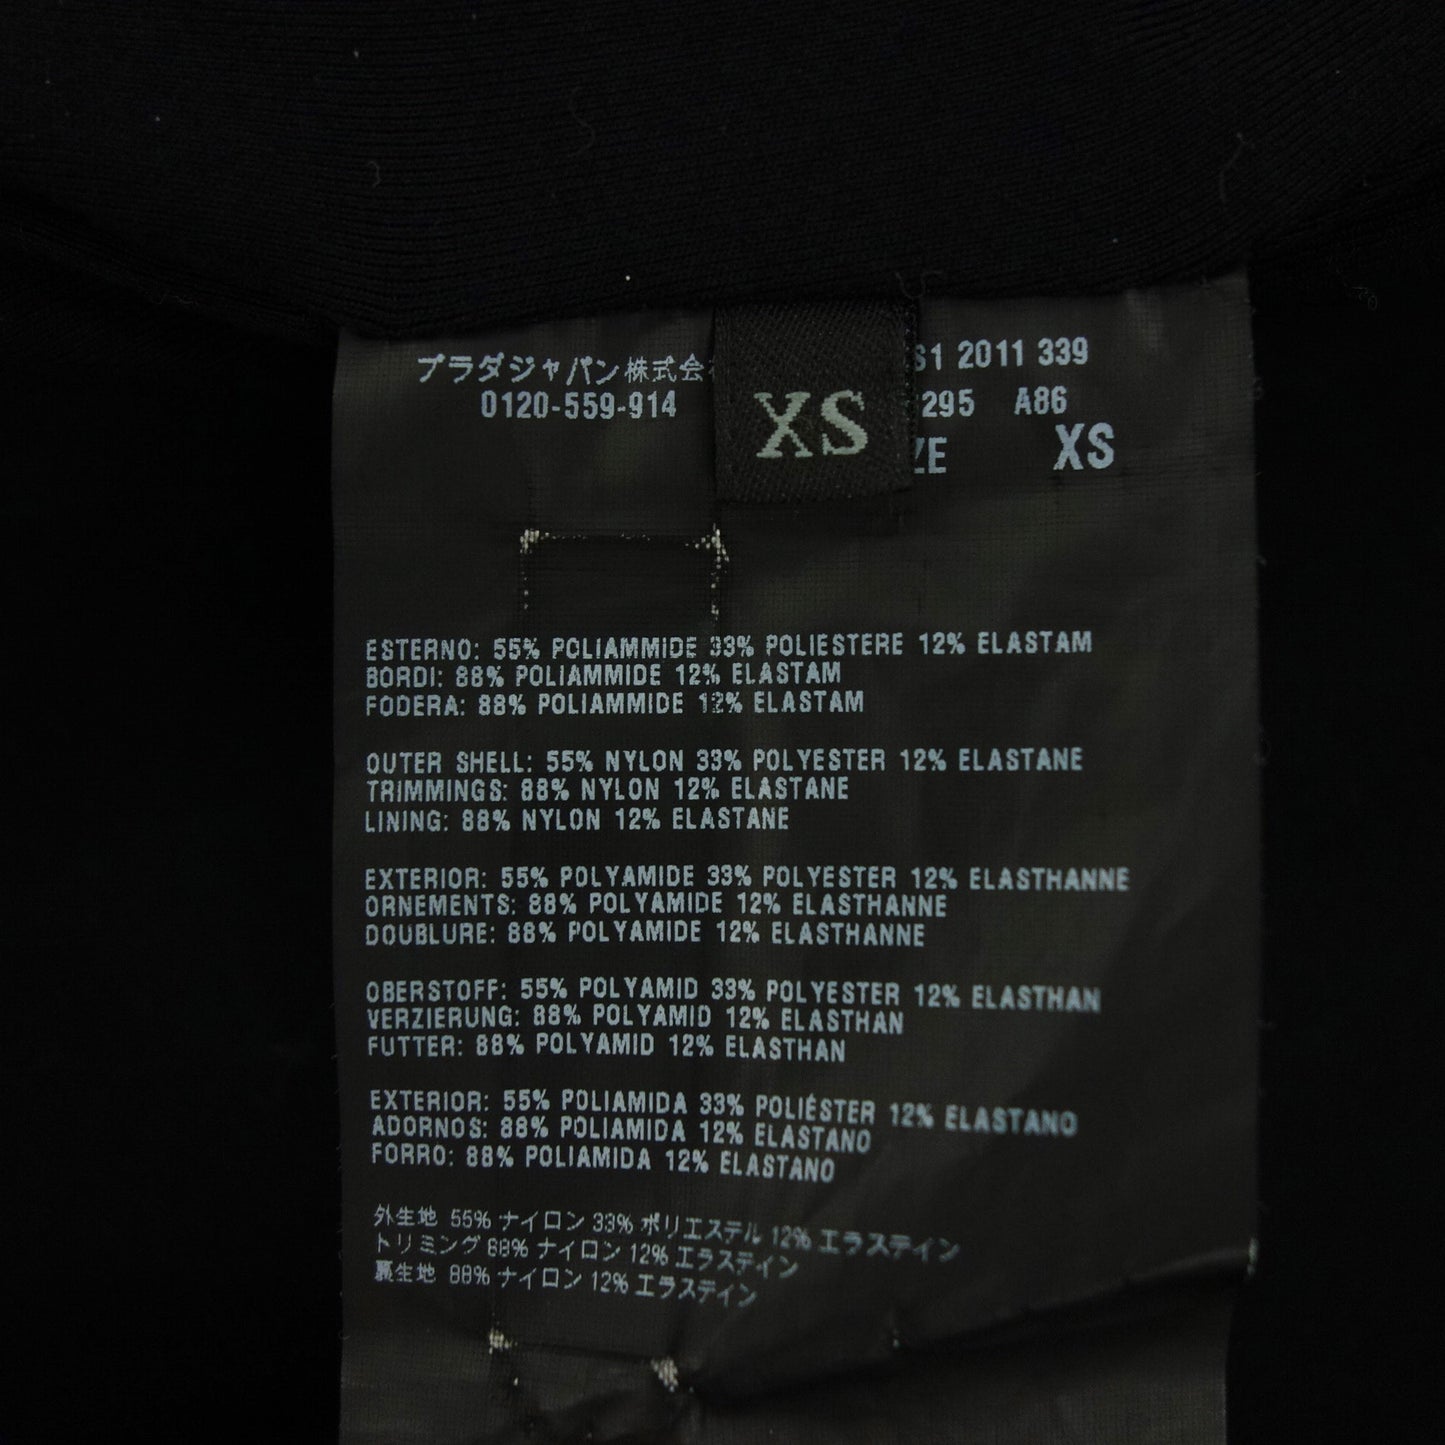 プラダジャパン株式会
0120-559-914
XS
S1 2011 339
295 A86
ZE XS
ESTERNO: 55% POLIAMMIDE 33% POLIESTERE 12% ELASTAM
BORDI: 88% POLIAMMIDE 12% ELASTAM
FODERA: 88% POLIAMMIDE 12% ELASTAM
OUTER SHELL: 55% NYLON 33% POLYESTER 12% ELASTANE
TRIMMINGS: 88% NYLON 12% ELASTANE
LINING: 88% NYLON 12% ELASTANE
EXTERIOR: 55% POLYAMIDE 33% POLYESTER 12% ELASTHANNE
ORNEMENTS: 88% POLYAMIDE 12% ELASTHANNE
DOUBLURE: 88% POLYAMIDE 12% ELASTHANNE
OBERSTOFF: 55% POLYAMID 33% POLYESTER 12% ELASTHAN
VERZIERUNG: 88% POLYAMID 12% ELASTHAN
FUTTER: 88% POLYAMID 12% ELASTHAN
EXTERIOR: 55% POLIAMIDA 33% POLIÉSTER 12% ELASTANO
ADORNOS: 88% POLIAMIDA 12% ELASTANO
FORRO: 88% POLIAMIDA 12% ELASTANO
外生地 55% ナイロン 33% ポリエステル 12% エラステイン
トリミング 88% ナイロン 12% エラステイン
裏生地 88% ナイロン 12% エラステイン